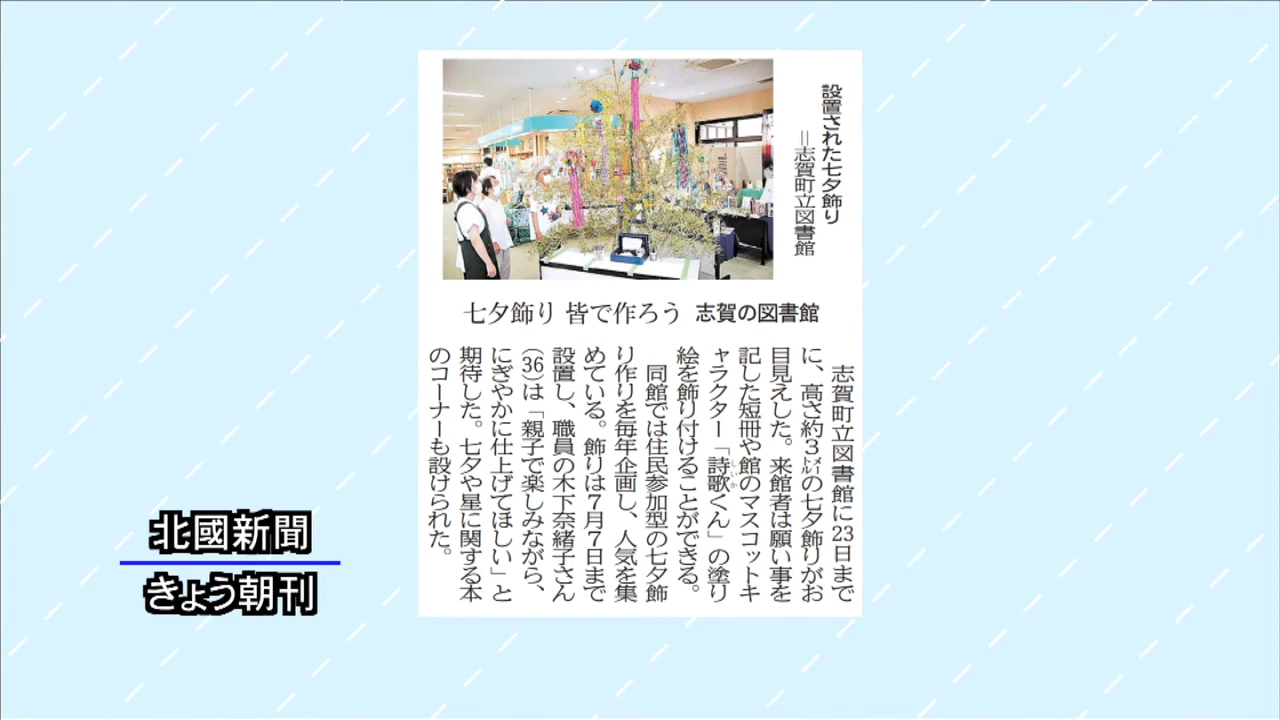 設置された七夕飾り
＝志賀町立図書館
七夕飾り 皆で作ろう 志賀の図書館
志賀町立図書館に23日まで
に、高さ約3㍍の七夕飾りがお
目見えした。来館者は願い事を
記した短冊や館のマスコットキ
ャラクター「詩歌くん」の塗り
しいか
絵を飾り付けることができる。
同館では住民参加型の七夕飾
り作りを毎年企画し、人気を集
めている。飾りは7月7日まで
設置し、職員の木下奈緒子さん
(36)は「親子で楽しみながら、
にぎやかに仕上げてほしい」と
期待した。七夕や星に関する本
のコーナーも設けられた。
北國新聞
きょう朝刊